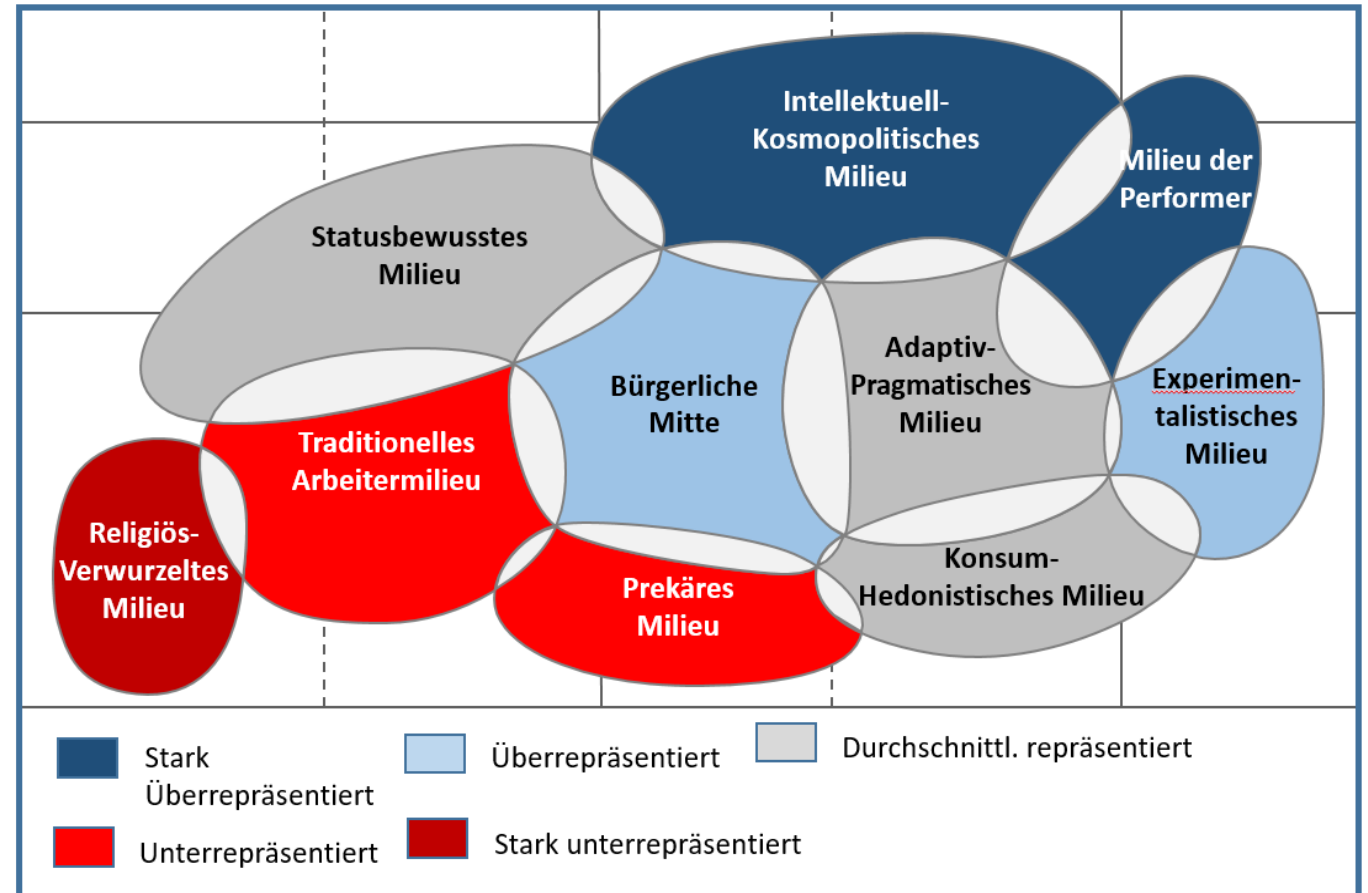 Intellektuell-
Kosmopolitisches
Milieu
Milieu der
Performer
Statusbewusstes
Milieu
Bürgerliche
Mitte
Adaptiv-
Pragmatisches
Milieu
Experimen-
talistisches
Milieu
Traditionelles
Arbeitermilieu
Religiös-
Verwurzeltes
Milieu
Prekäres
Milieu
Konsum-
Hedonistisches Milieu
Stark
Überrepräsentiert
Überrepräsentiert
Durchschnittl. repräsentiert
Unterrepräsentiert
Stark unterrepräsentiert